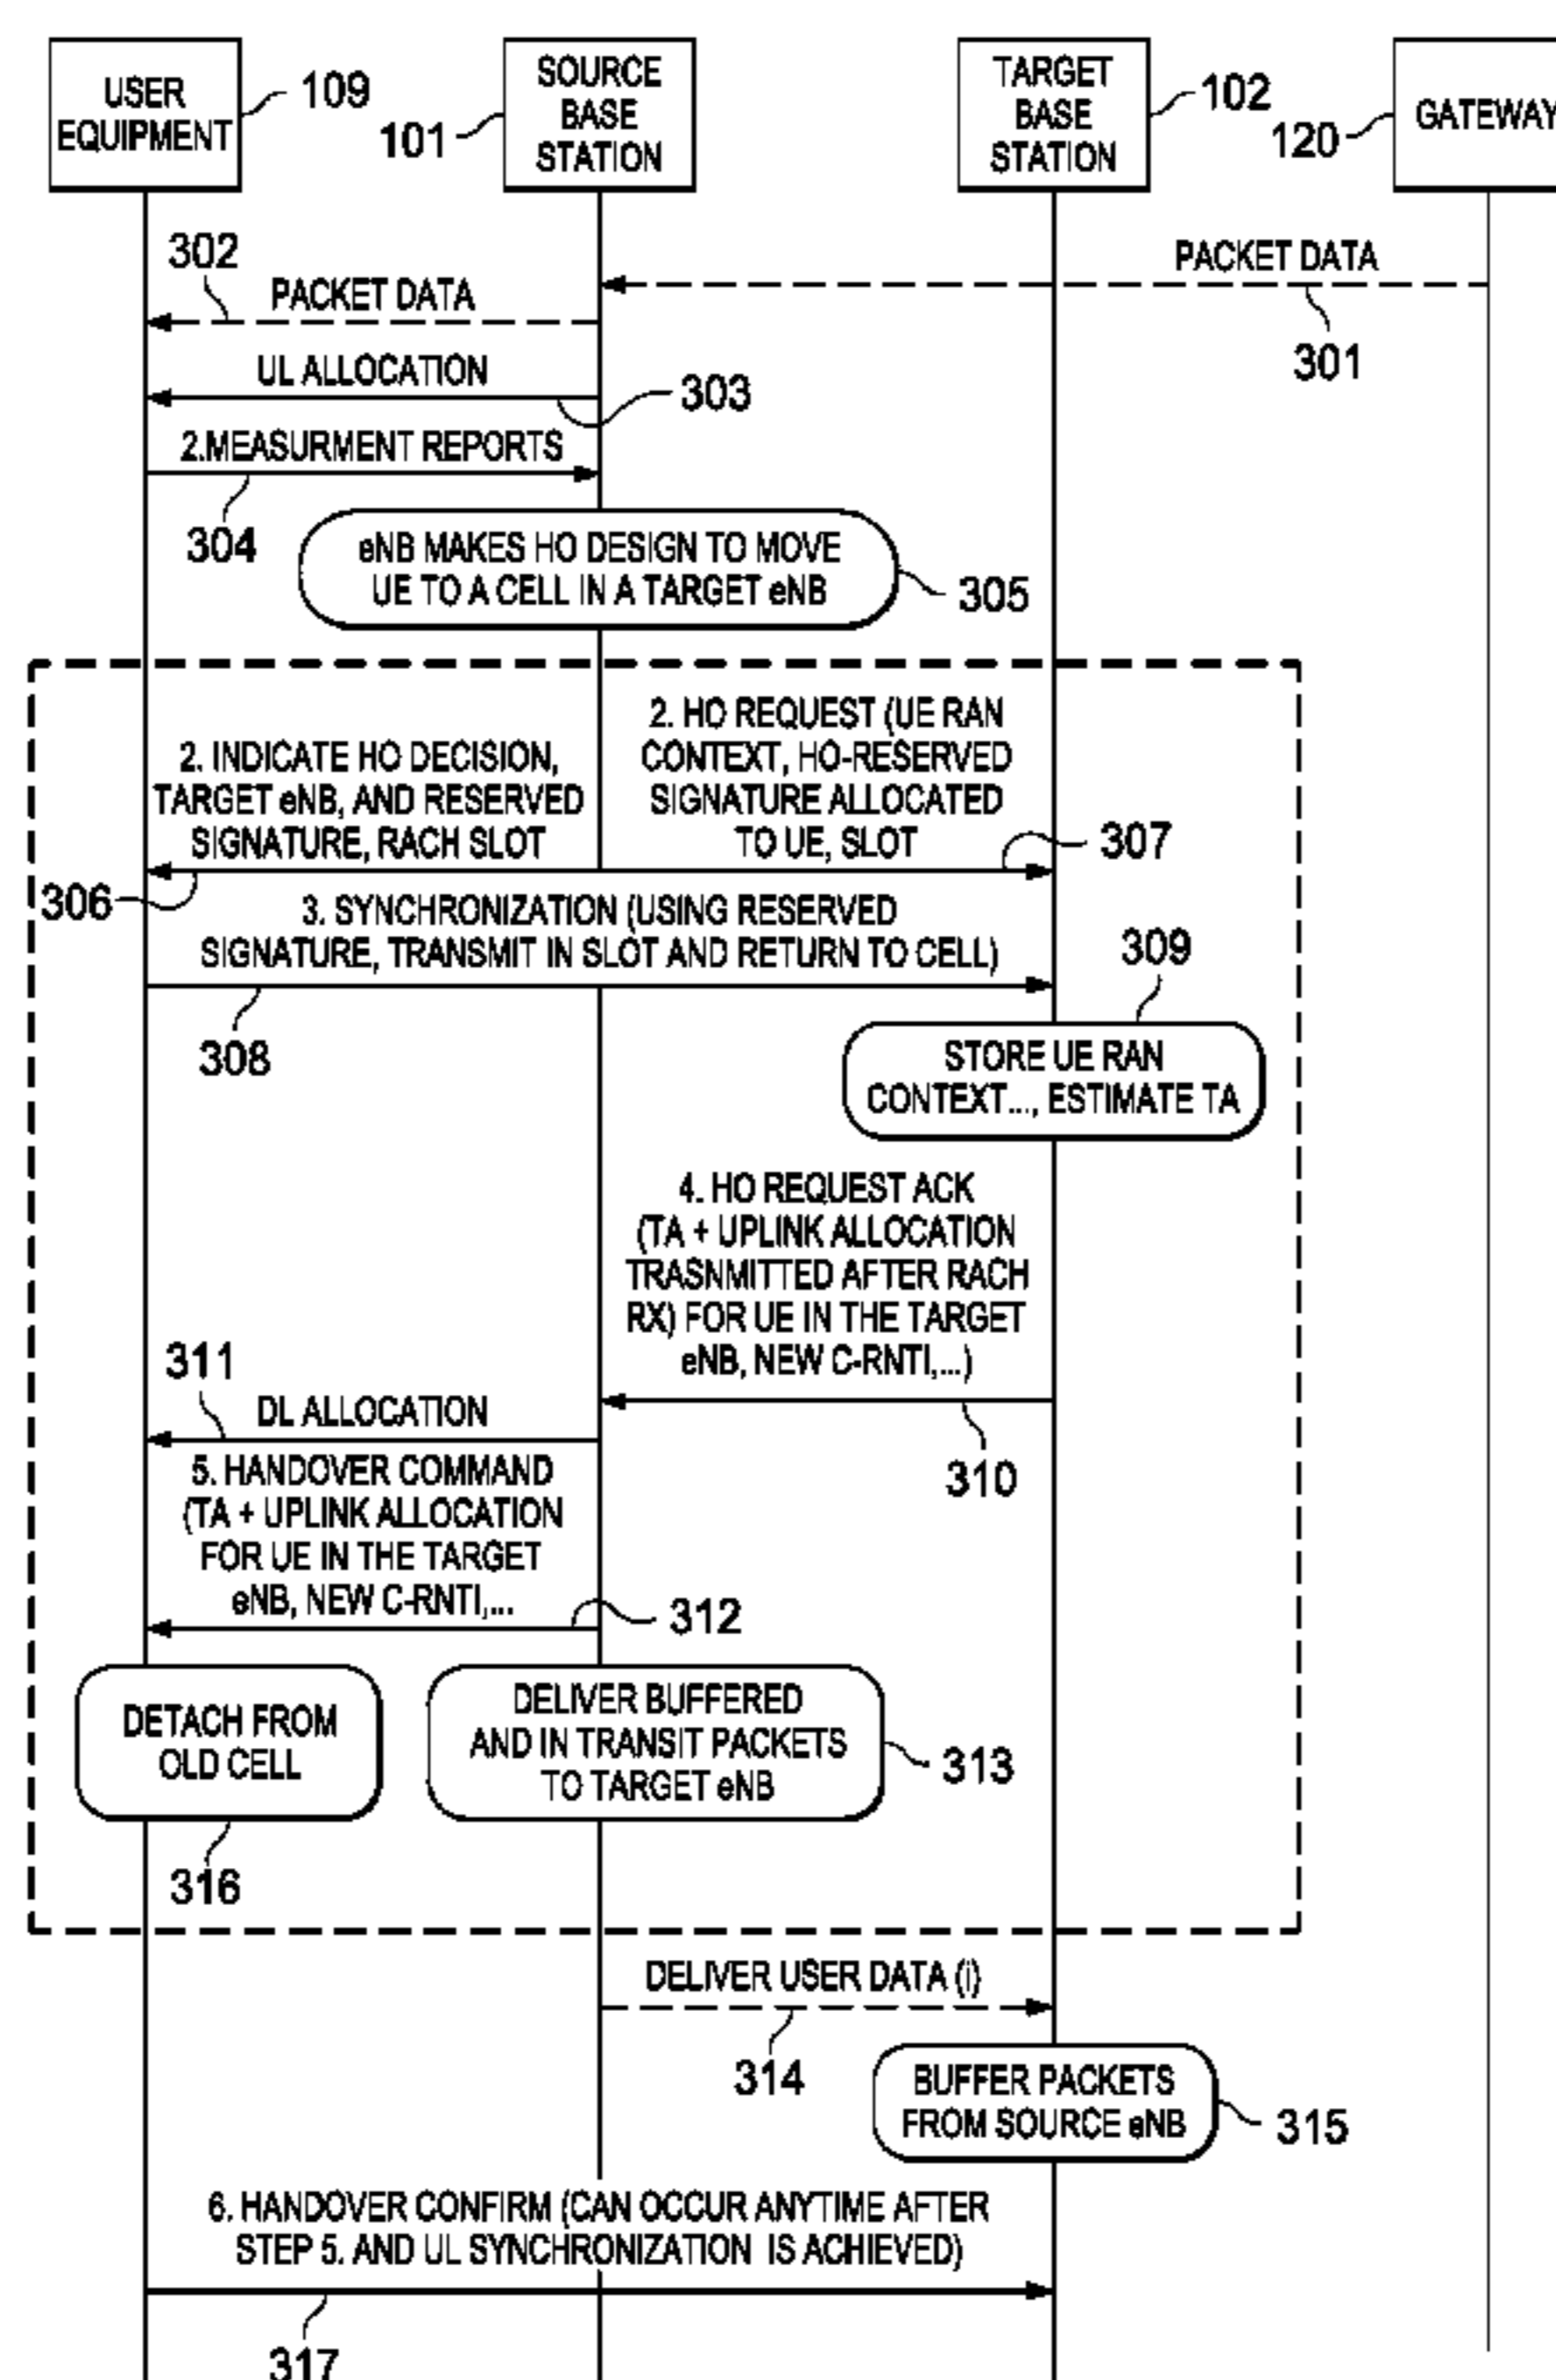 USER
EQUIPMENT
109
101
SOURCE
BASE
STATION
TARGET
BASE
STATION
102
120
GATEWAY
302
PACKET DATA
PACKET DATA
301
UL ALLOCATION
303
2.MEASURMENT REPORTS
304
eNB MAKES HO DESIGN TO MOVE
UE TO A CELL IN A TARGET eNB
305
2. INDICATE HO DECISION,
TARGET eNB, AND RESERVED
SIGNATURE, RACH SLOT
306
2. HO REQUEST (UE RAN
CONTEXT, HO-RESERVED
SIGNATURE ALLOCATED
TO UE, SLOT
307
3. SYNCHRONIZATION (USING RESERVED
SIGNATURE, TRANSMIT IN SLOT AND RETURN TO CELL)
308
309
STORE UE RAN
CONTEXT..., ESTIMATE TA
4. HO REQUEST ACK
(TA + UPLINK ALLOCATION
TRASNMITTED AFTER RACH
RX) FOR UE IN THE TARGET
eNB, NEW C-RNTI,...)
310
311
DL ALLOCATION
5. HANDOVER COMMAND
(TA + UPLINK ALLOCATION
FOR UE IN THE TARGET
eNB, NEW C-RNTI,...
312
DETACH FROM
OLD CELL
316
DELIVER BUFFERED
AND IN TRANSIT PACKETS
TO TARGET eNB
313
DELIVER USER DATA (i)
314
BUFFER PACKETS
FROM SOURCE eNB
315
6. HANDOVER CONFIRM (CAN OCCUR ANYTIME AFTER
STEP 5. AND UL SYNCHRONIZATION IS ACHIEVED)
317